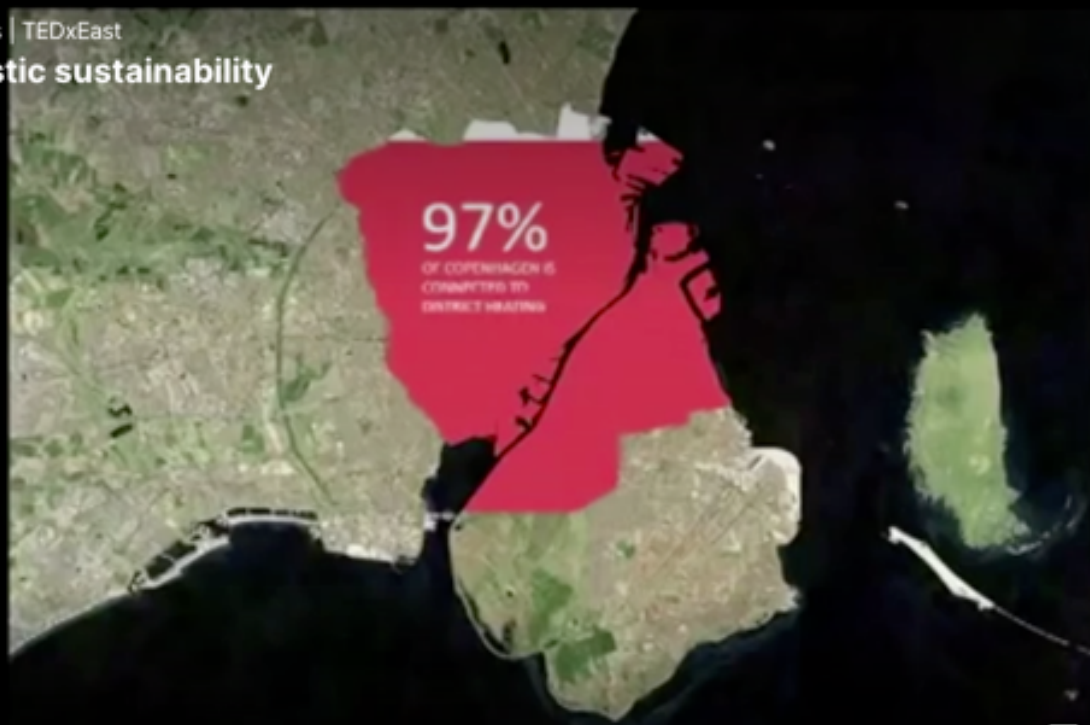 s | TEDxEast
stic sustainability
97%
OF COPENHAGEN IS
CONNECTED TO
DISTRICT HEATING